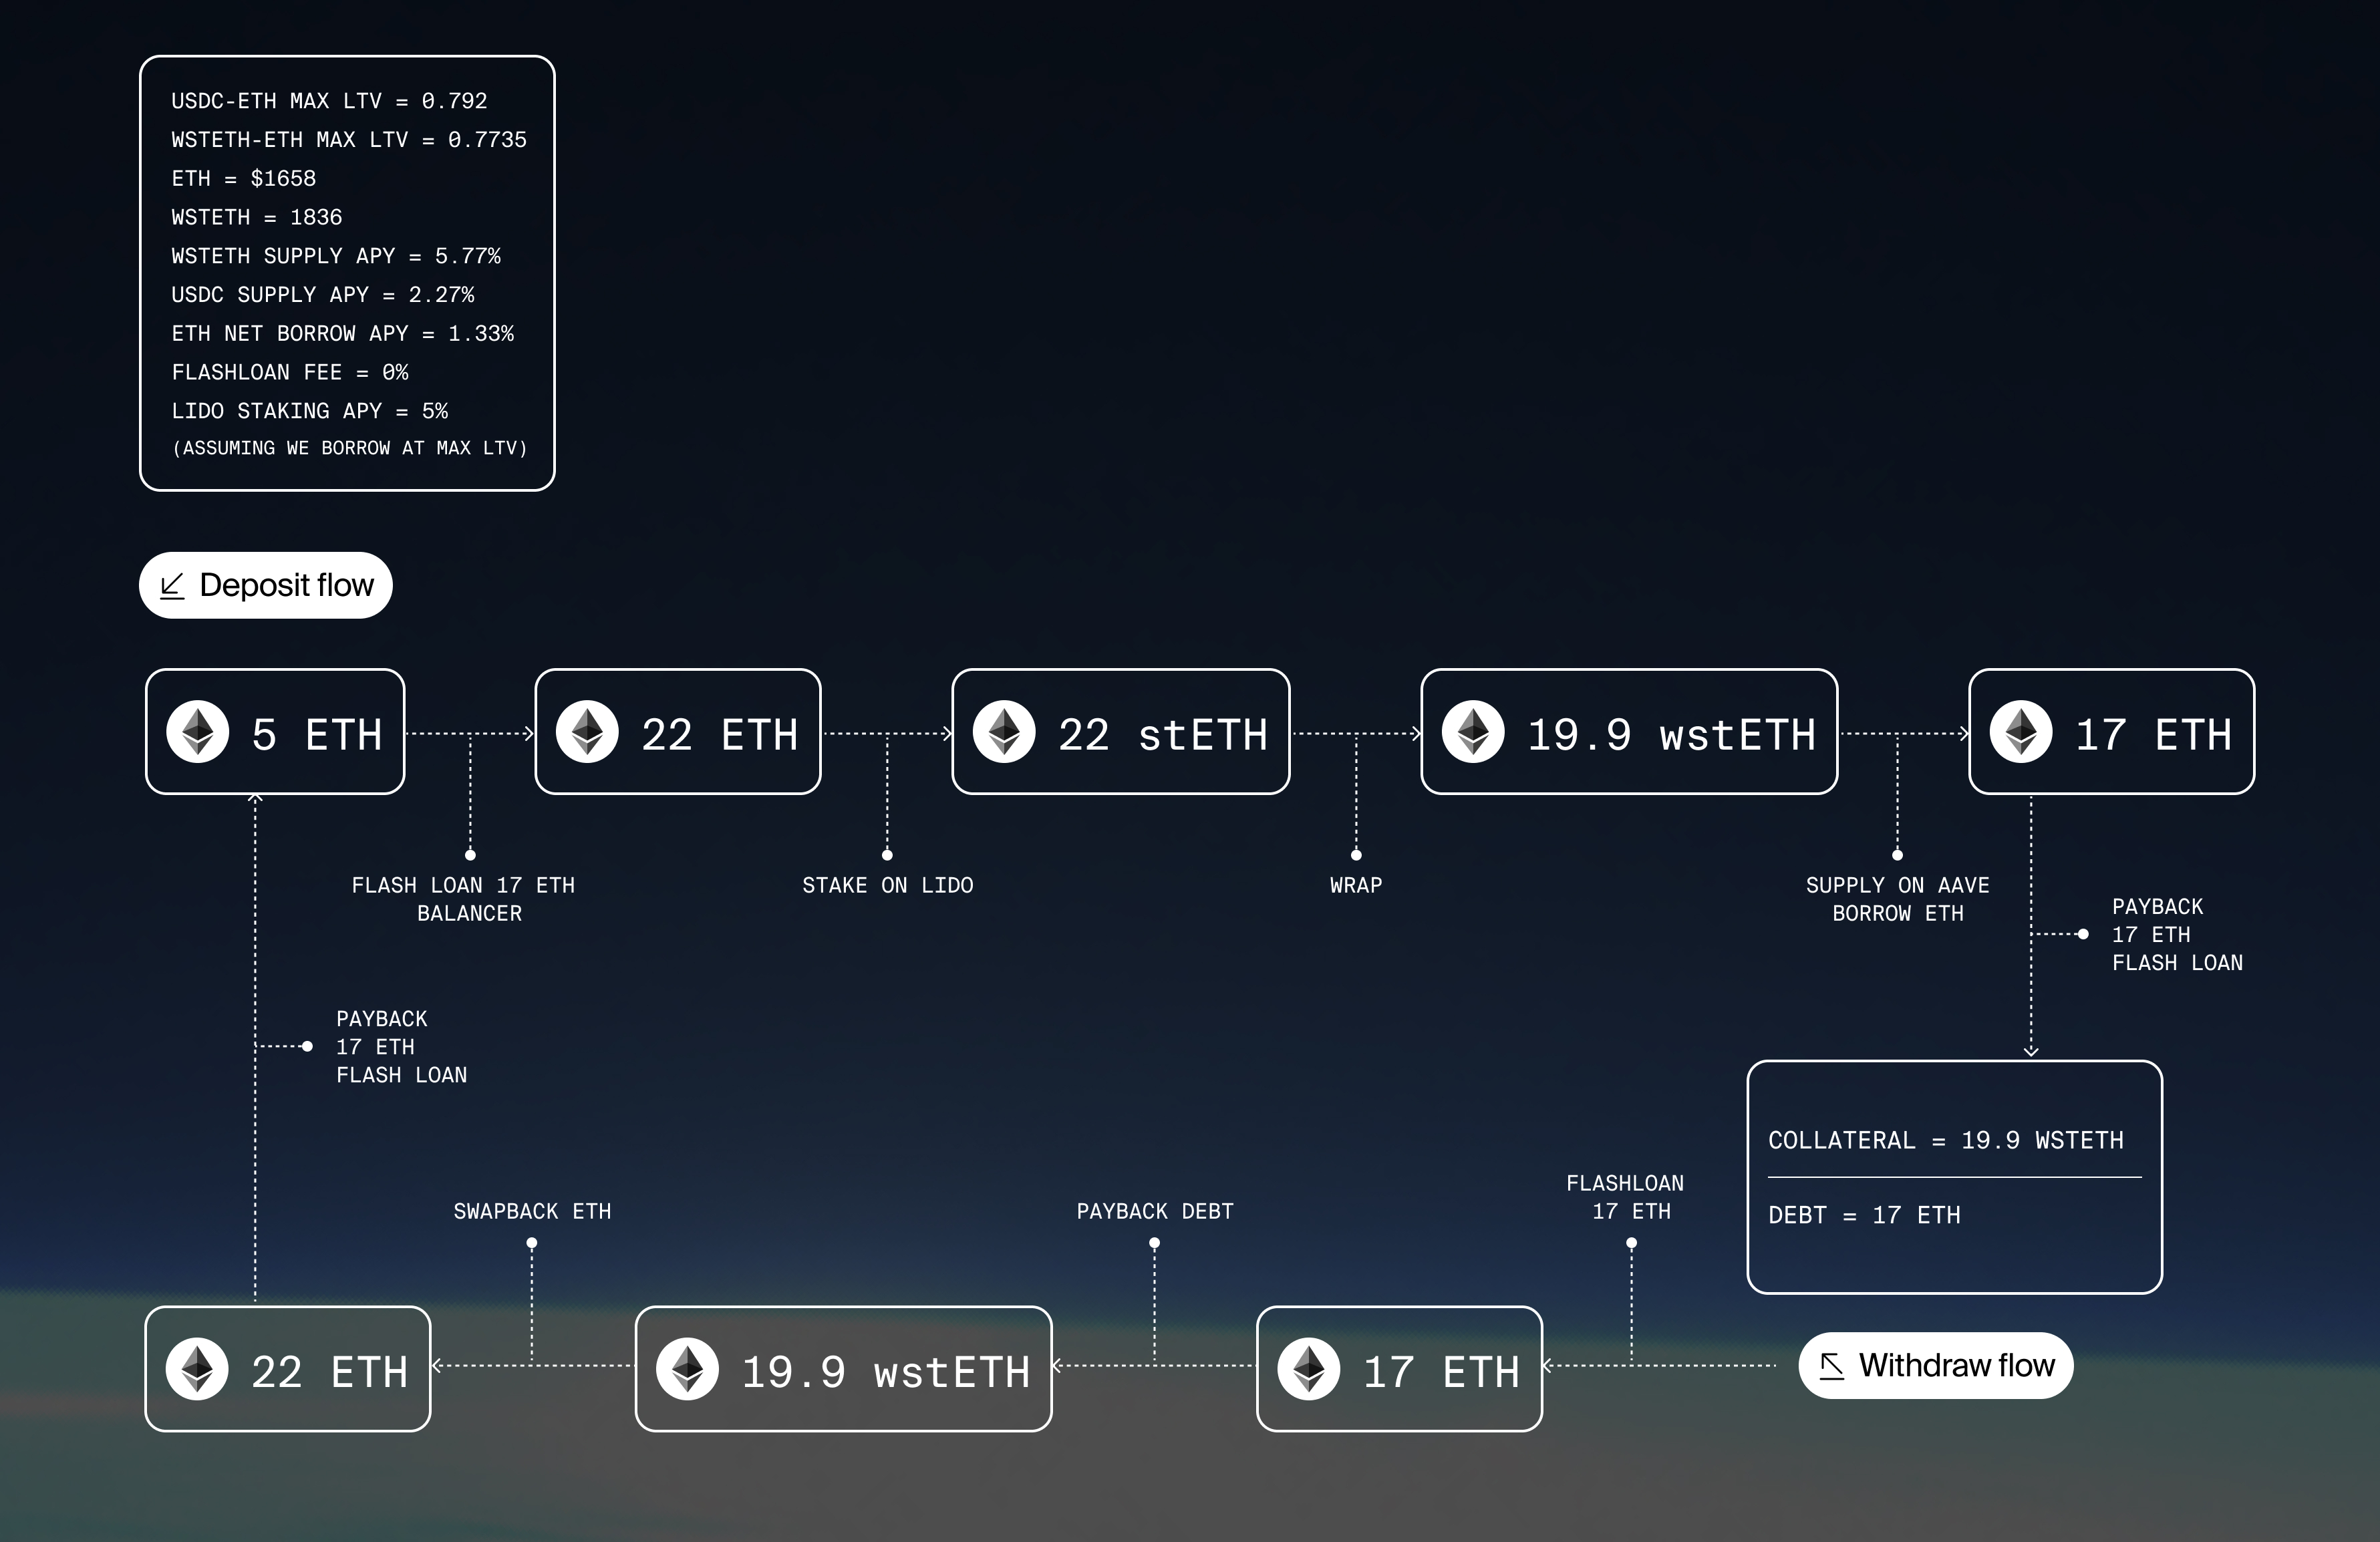 USDC-ETH MAX LTV = 0.792
WSTETH-ETH MAX LTV = 0.7735
ETH = $1658
WSTETH = 1836
WSTETH SUPPLY APY = 5.77%
USDC SUPPLY APY = 2.27%
ETH NET BORROW APY = 1.33%
FLASHLOAN FEE = 0%
LIDO STAKING APY = 5%
(ASSUMING WE BORROW AT MAX LTV)
Deposit flow
5 ETH
22 ETH
22 stETH
19.9 wstETH
17 ETH
FLASH LOAN 17 ETH
BALANCER
STAKE ON LIDO
WRAP
SUPPLY ON AAVE
BORROW ETH
PAYBACK
17 ETH
FLASH LOAN
PAYBACK
17 ETH
FLASH LOAN
COLLATERAL = 19.9 WSTETH
DEBT = 17 ETH
SWAPBACK ETH
PAYBACK DEBT
FLASHLOAN
17 ETH
22 ETH
19.9 wstETH
17 ETH
Withdraw flow